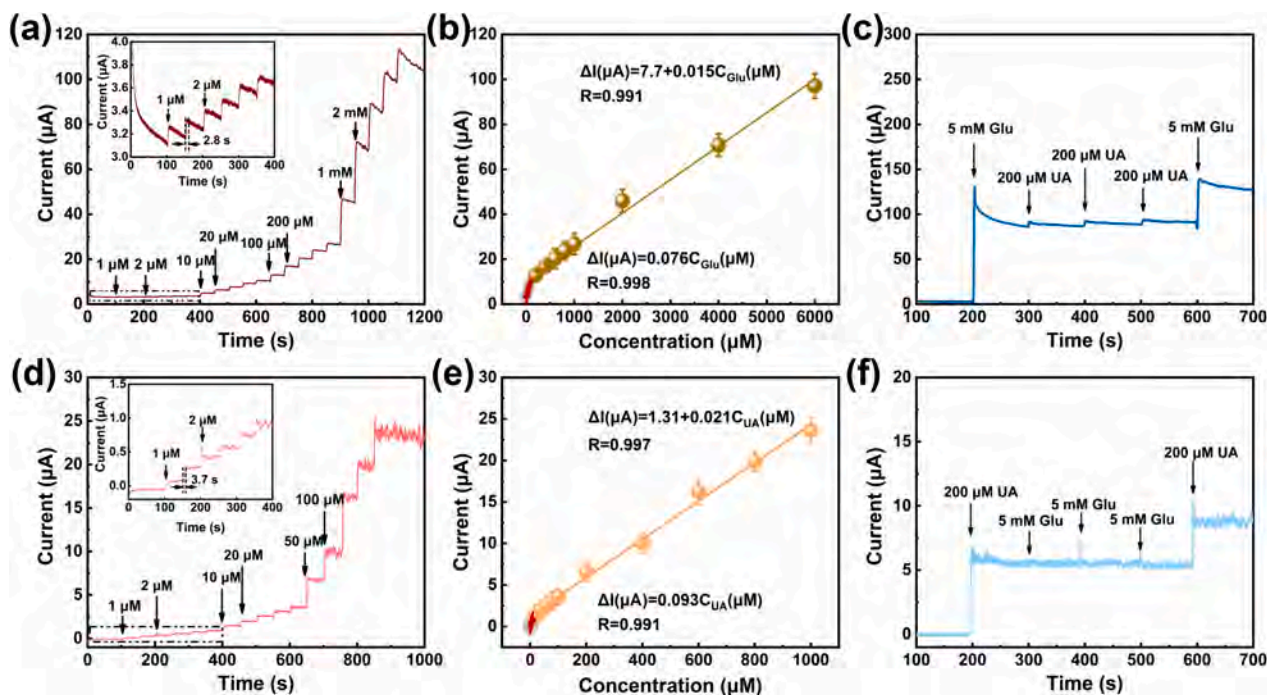 (a)
120
100
80
60
40
20
0
Current (µA)
0 200 400 600 800 1000 1200
Time (s)
4.0
3.8
3.6
3.4
3.2
3.0
Current (µA)
0 100 200 300 400
Time (s)
1 µM
2 µM
2.8 s
1 µM
2 µM
10 µM
20 µM
100 µM
200 µM
1 mM
2 mM
(b)
120
100
80
60
40
20
0
Current (µA)
0 1000 2000 3000 4000 5000 6000
Concentration (µM)
ΔI(µA)=7.7+0.015CGlu(µM)
R=0.991
ΔI(µA)=0.076CGlu(µM)
R=0.998
(c)
300
250
200
150
100
50
0
Current (µA)
100 200 300 400 500 600 700
Time (s)
5 mM Glu
200 µM UA
200 µM UA
200 µM UA
5 mM Glu
(d)
30
25
20
15
10
5
0
Current (µA)
0 200 400 600 800 1000
Time (s)
1.5
1.0
0.5
0.0
Current (µA)
0 100 200 300 400
Time (s)
1 µM
2 µM
3.7 s
1 µM
2 µM
10 µM
20 µM
50 µM
100 µM
(e)
30
25
20
15
10
5
0
Current (µA)
0 200 400 600 800 1000
Concentration (µM)
ΔI(µA)=1.31+0.021CUA(µM)
R=0.997
ΔI(µA)=0.093CUA(µM)
R=0.991
(f)
20
15
10
5
0
Current (µA)
100 200 300 400 500 600 700
Time (s)
200 µM UA
5 mM Glu
5 mM Glu
5 mM Glu
200 µM UA